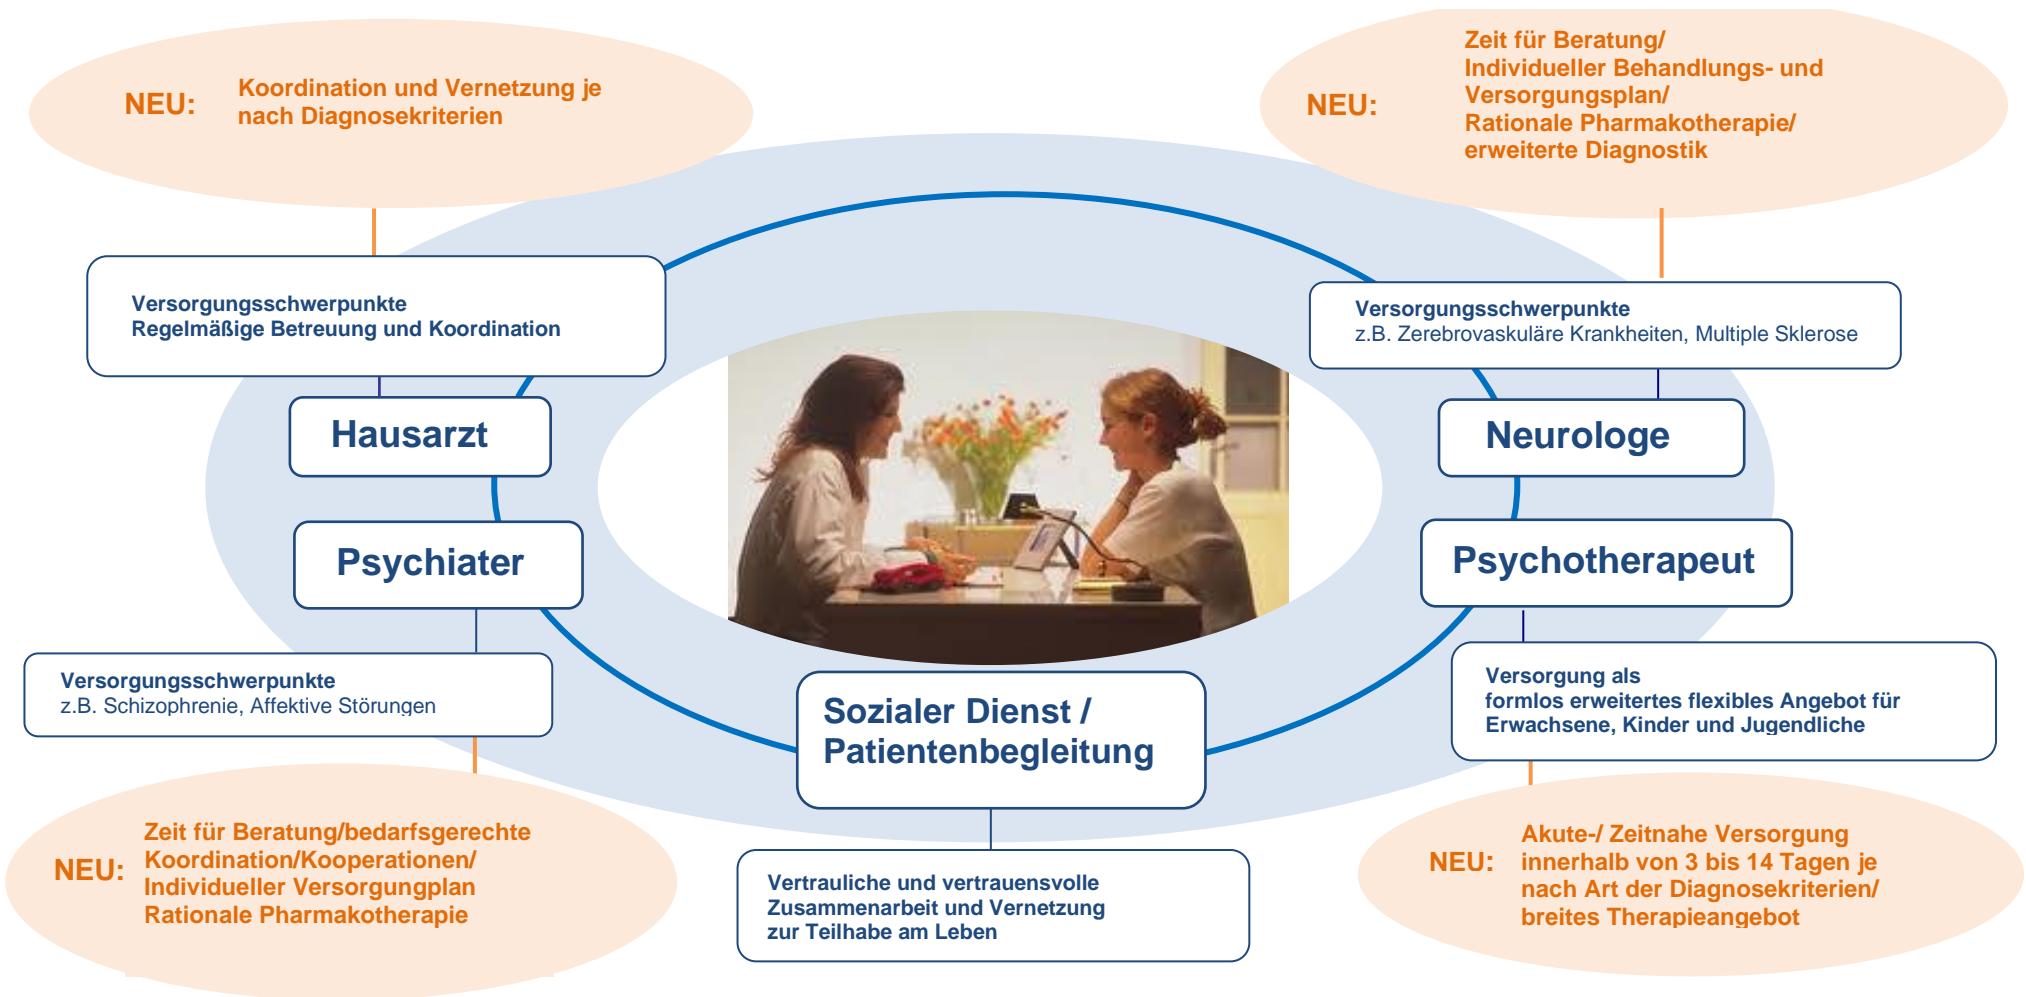 NEU:
Koordination und Vernetzung je
nach Diagnosekriterien
NEU:
Zeit für Beratung/
Individueller Behandlungs- und
Versorgungsplan/
Rationale Pharmakotherapie/
erweiterte Diagnostik
Versorgungsschwerpunkte
Regelmäßige Betreuung und Koordination
Versorgungsschwerpunkte
z.B. Zerebrovaskuläre Krankheiten, Multiple Sklerose
Hausarzt
Neurologe
Psychiater
Psychotherapeut
Versorgungsschwerpunkte
z.B. Schizophrenie, Affektive Störungen
Sozialer Dienst /
Patientenbegleitung
Versorgung als
formlos erweitertes flexibles Angebot für
Erwachsene, Kinder und Jugendliche
NEU:
Zeit für Beratung/bedarfsgerechte
Koordination/Kooperationen/
Individueller Versorgungplan
Rationale Pharmakotherapie
Vertrauliche und vertrauensvolle
Zusammenarbeit und Vernetzung
zur Teilhabe am Leben
NEU:
Akute-/ Zeitnahe Versorgung
innerhalb von 3 bis 14 Tagen je
nach Art der Diagnosekriterien/
breites Therapieangebot